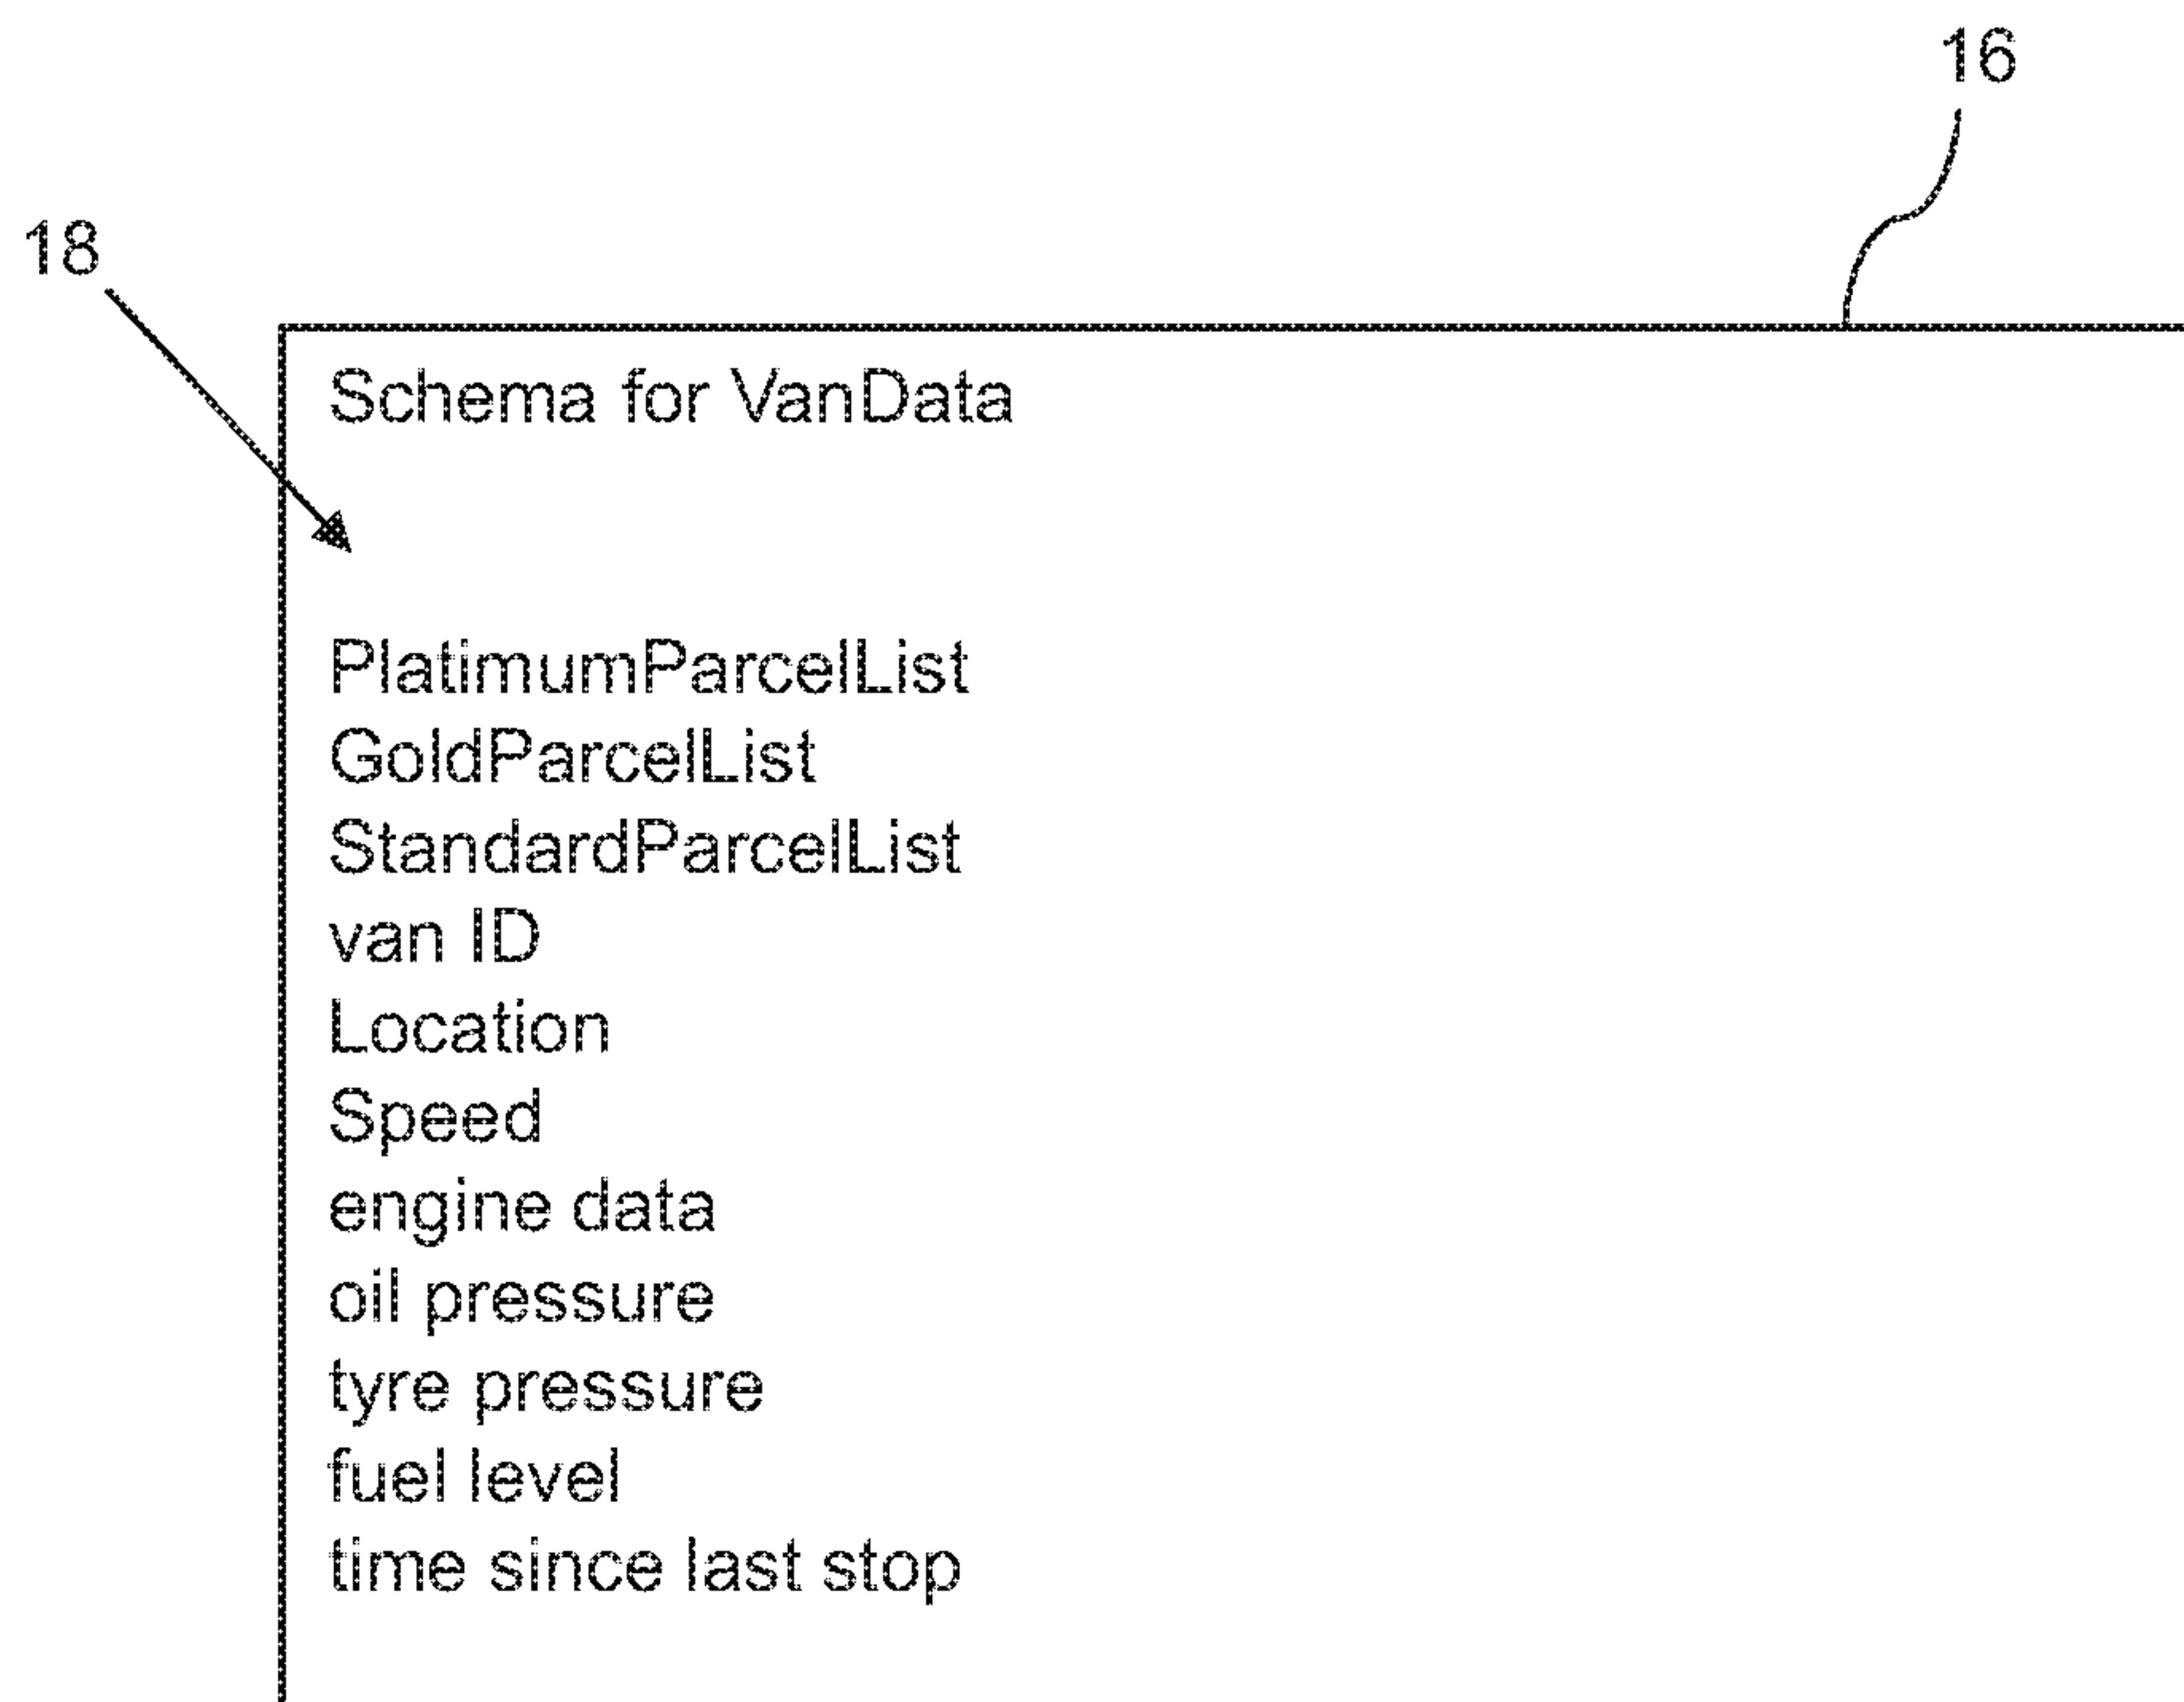 16
18
Schema for VanData
PlatimumParcelList
GoldParcelList
StandardParcelList
van ID
Location
Speed
engine data
oil pressure
tyre pressure
fuel level
time since last stop